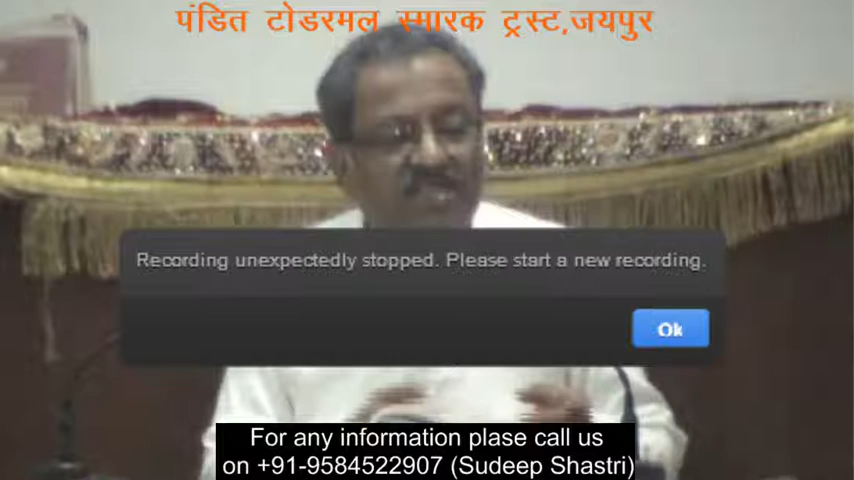 पंडित टोडरमल स्मारक ट्रस्ट,जयपुर
Recording unexpectedly stopped. Please start a new recording.
Ok
For any information plase call us
on +91-9584522907 (Sudeep Shastri)